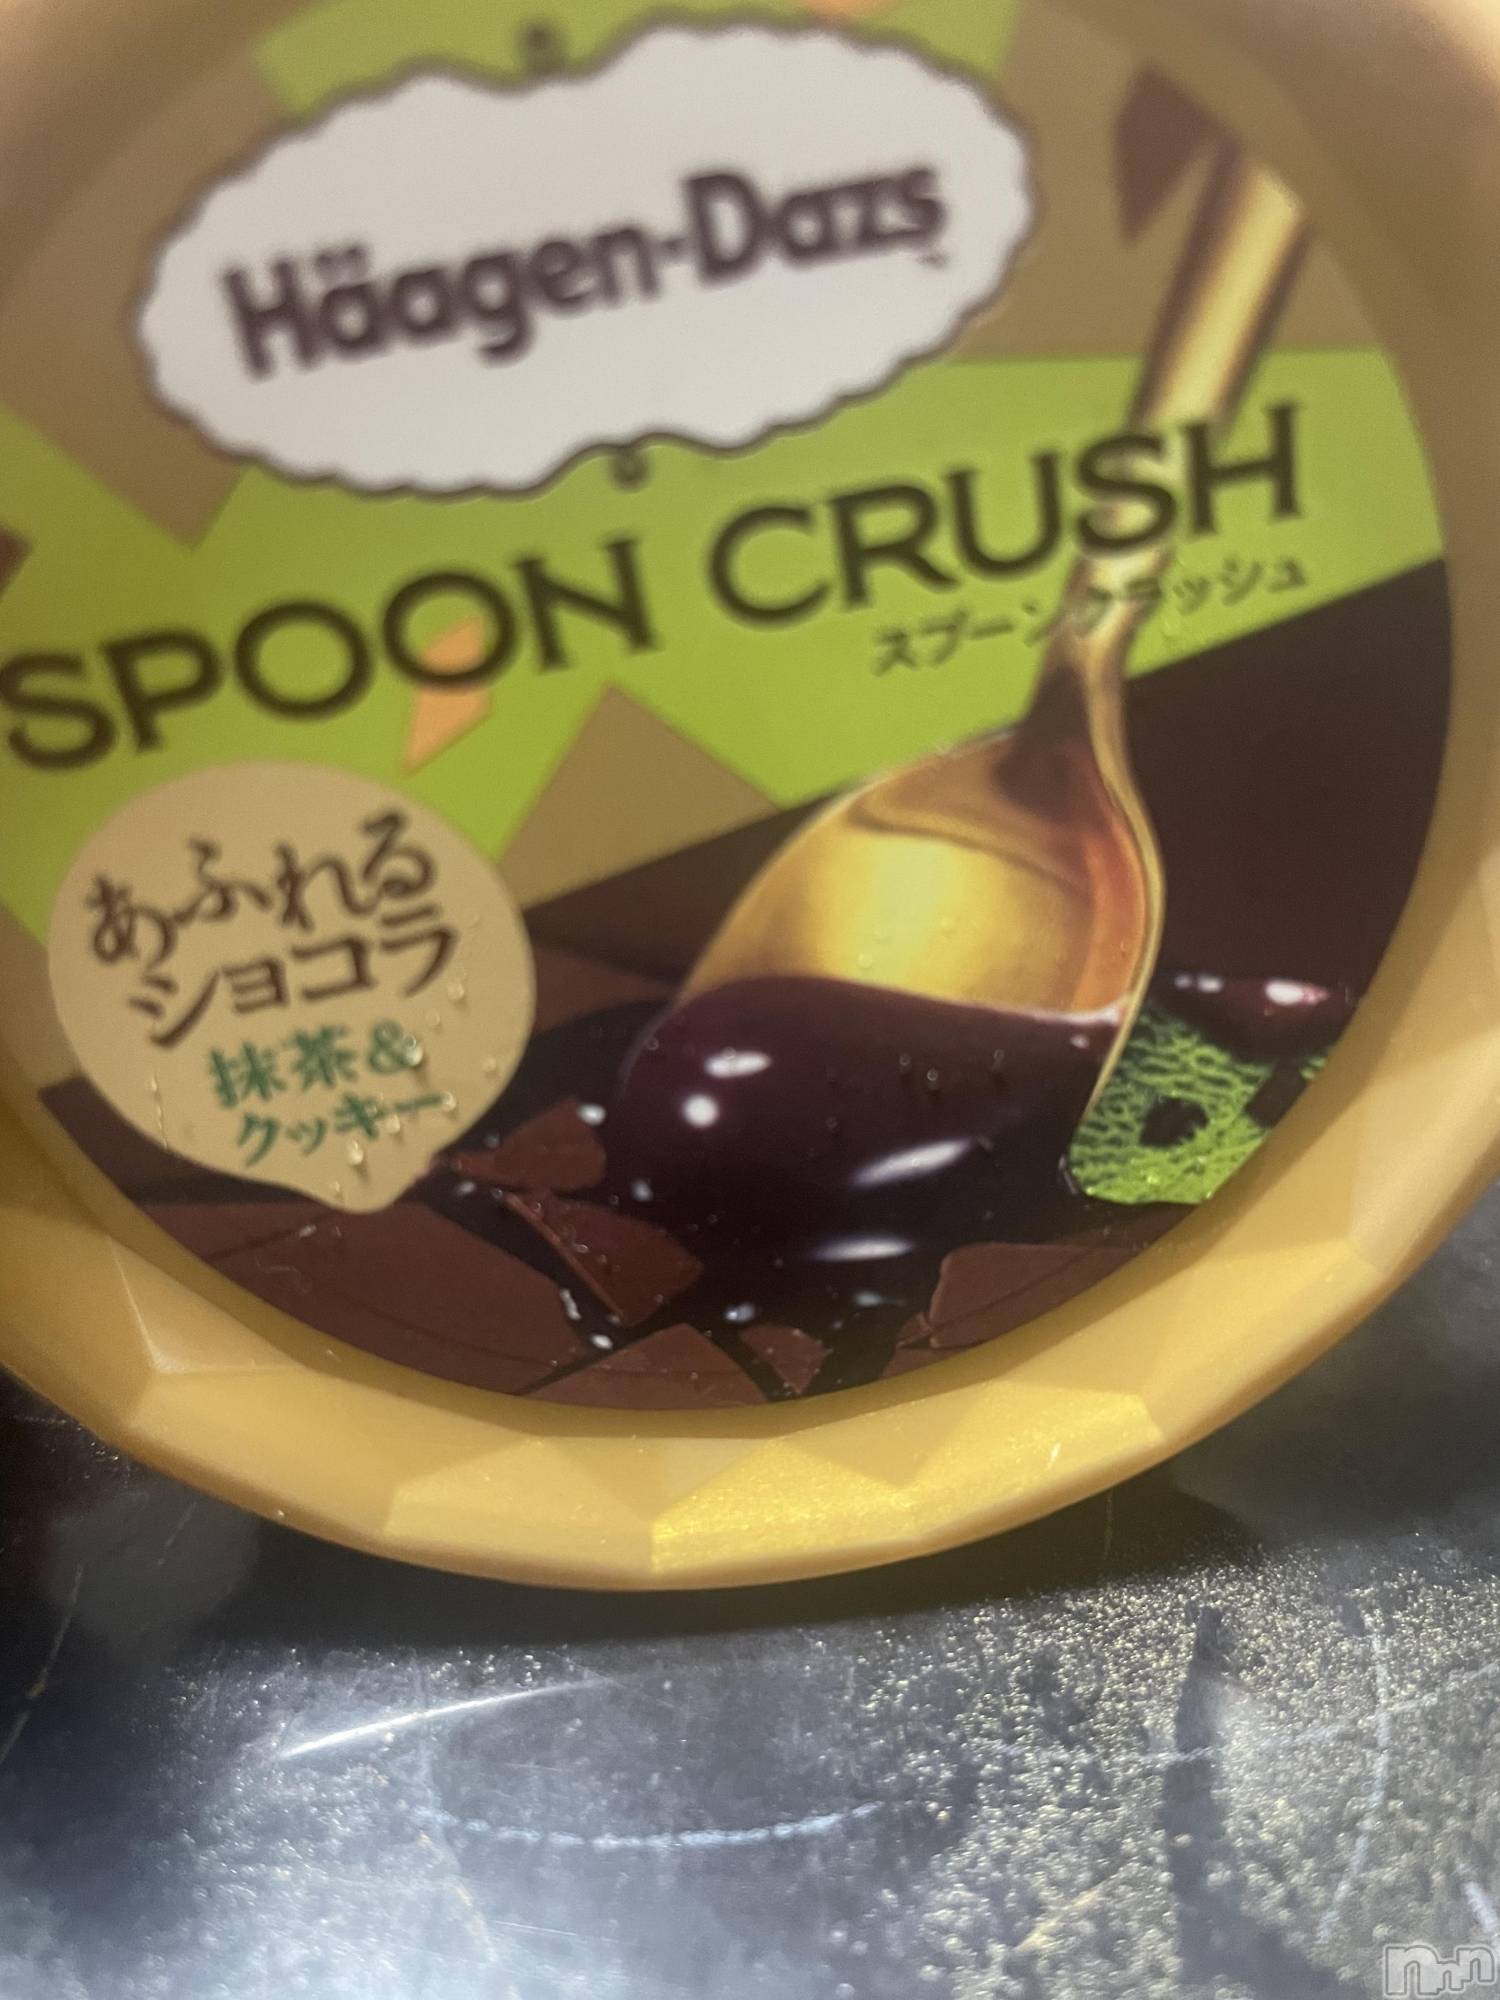 Häagen-Dazs
SPOON CRUSH
スプーンクラッシュ
あふれる
ショコラ
抹茶&
クッキー